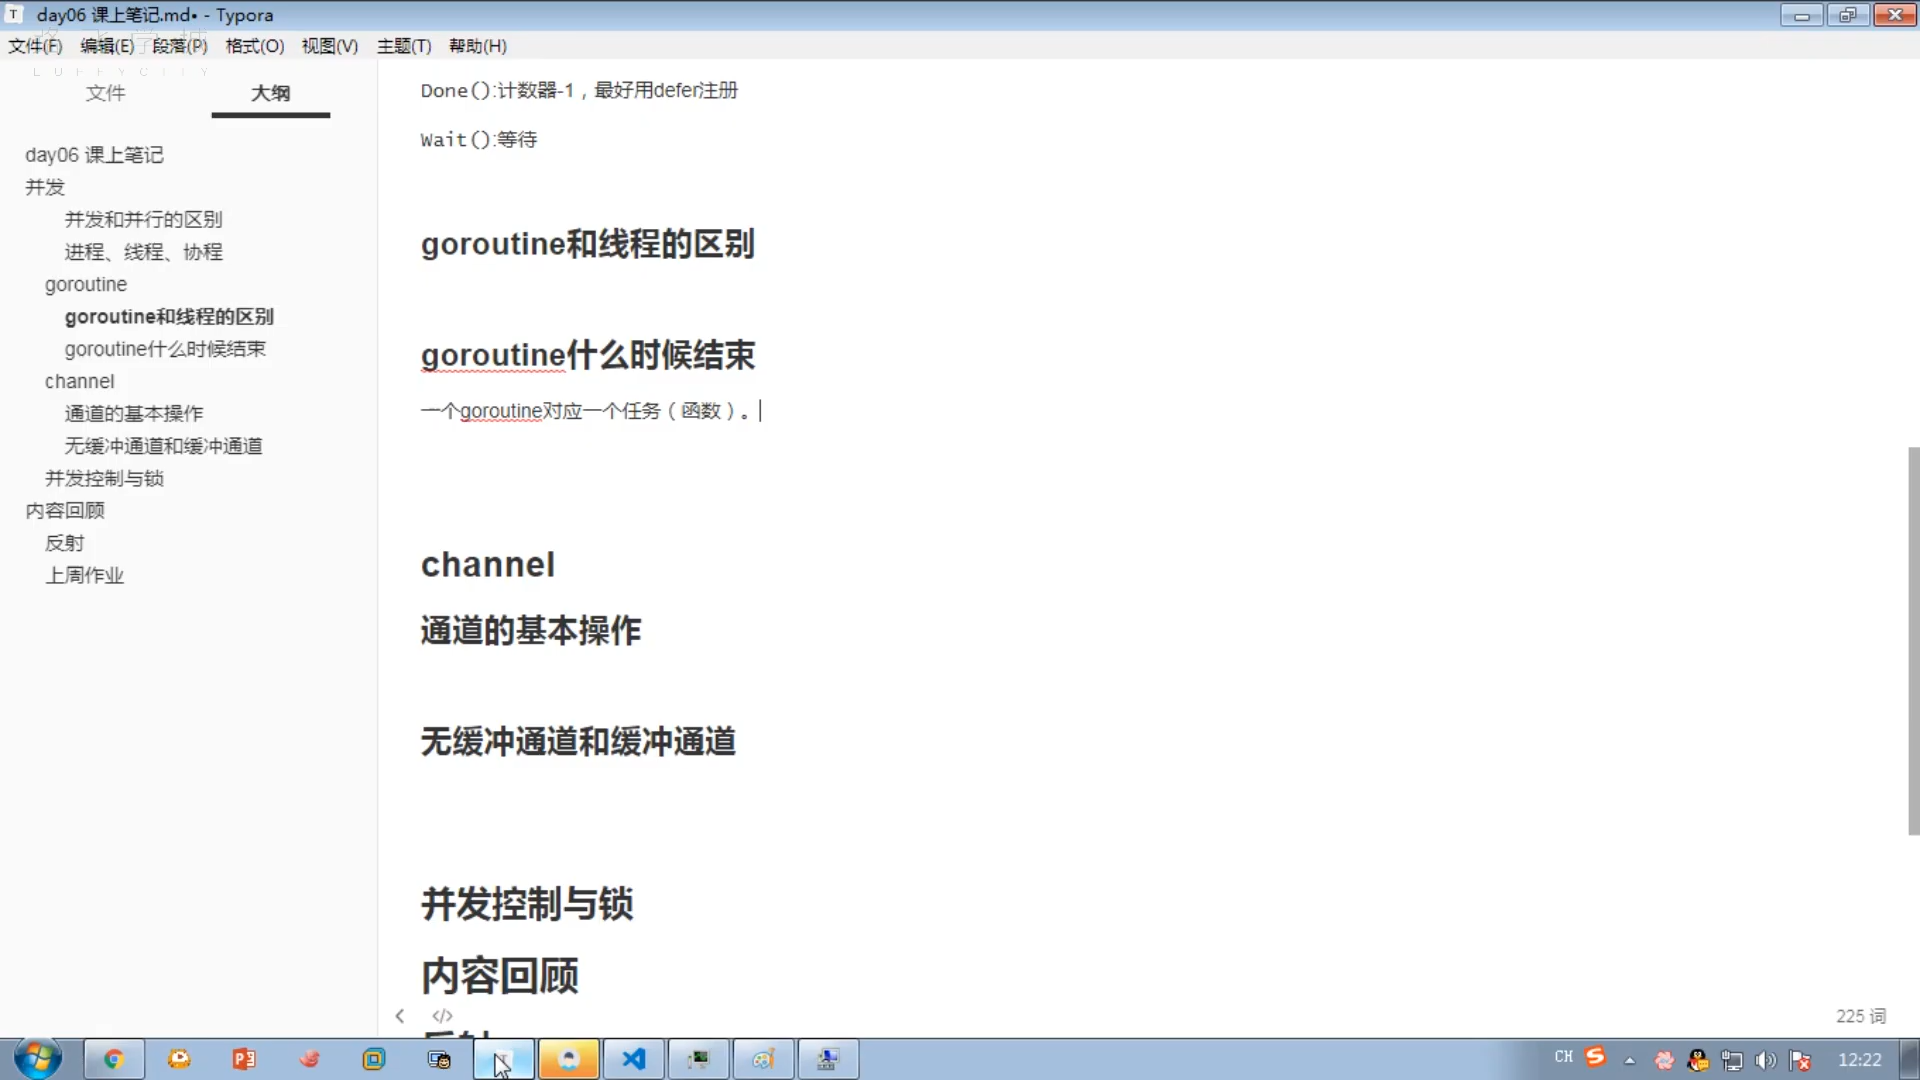 day06 课上笔记.md• - Typora
文件(F) 编辑(E) 段落(P) 格式(O) 视图(V) 主题(T) 帮助(H)
LUFFYCITY
文件 大纲
day06 课上笔记
并发
并发和并行的区别
进程、线程、协程
goroutine
goroutine和线程的区别
goroutine什么时候结束
channel
通道的基本操作
无缓冲通道和缓冲通道
并发控制与锁
内容回顾
反射
上周作业
Done():计数器-1，最好用defer注册
Wait():等待
goroutine和线程的区别
goroutine什么时候结束
一个goroutine对应一个任务（函数）。
channel
通道的基本操作
无缓冲通道和缓冲通道
并发控制与锁
内容回顾
反射
225 词
CH
12:22